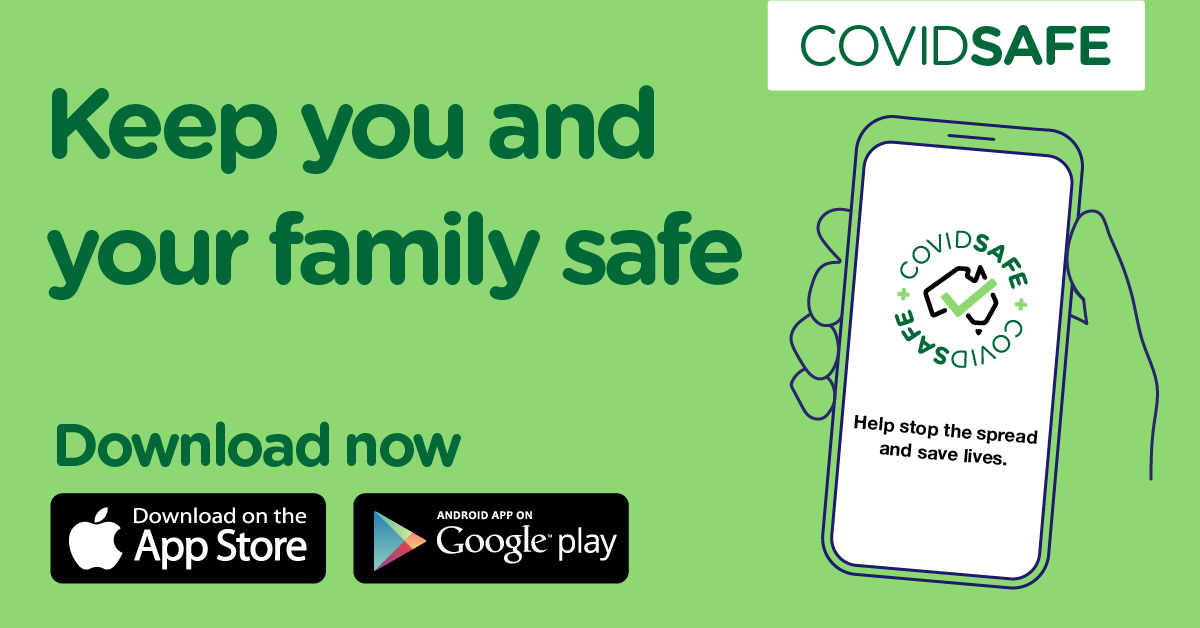 COVIDSAFE
Keep you and
your family safe
COVIDSAFE
COVIDSAFE
Help stop the spread
and save lives.
Download now
Download on the
App Store
ANDROID APP ON
Google™ play